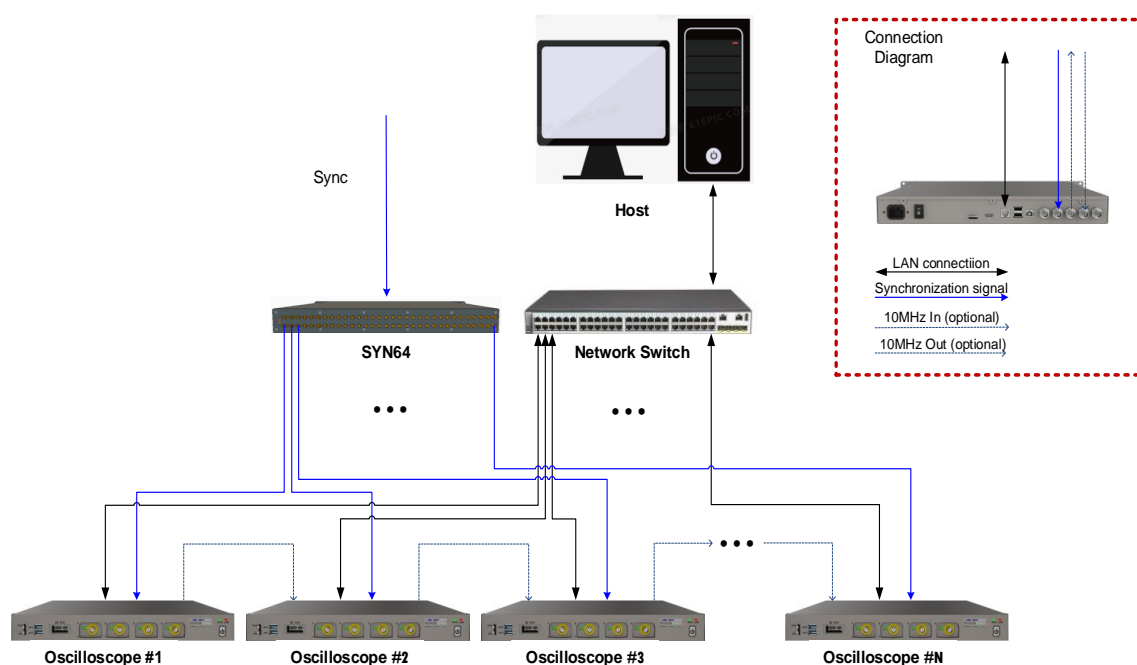 Connection
Diagram
Sync
Host
LAN connectiion
Synchronization signal
10MHz In (optional)
10MHz Out (optional)
SYN64
Network Switch
Oscilloscope #1
Oscilloscope #2
Oscilloscope #3
Oscilloscope #N